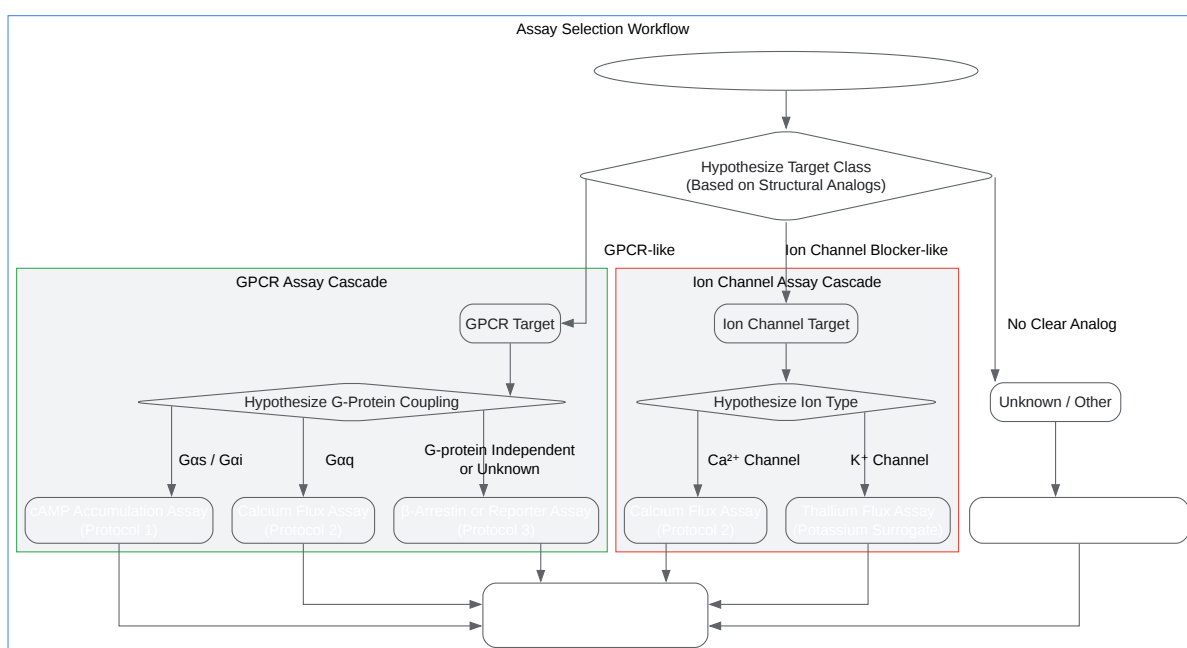 Assay Selection Workflow
Hypothesize Target Class
(Based on Structural Analogs)
GPCR-like
Ion Channel Blocker-like
GPCR Assay Cascade
Ion Channel Assay Cascade
GPCR Target
Ion Channel Target
No Clear Analog
Hypothesize G-Protein Coupling
Hypothesize Ion Type
Unknown / Other
Gαs / Gαi
Gαq
G-protein Independent
or Unknown
Ca²⁺ Channel
K⁺ Channel
cAMP Accumulation Assay
(Protocol 1)
Calcium Flux Assay
(Protocol 2)
β-Arrestin or Reporter Assay
(Protocol 3)
Calcium Flux Assay
(Protocol 2)
Thallium Flux Assay
(Potassium Surrogate)